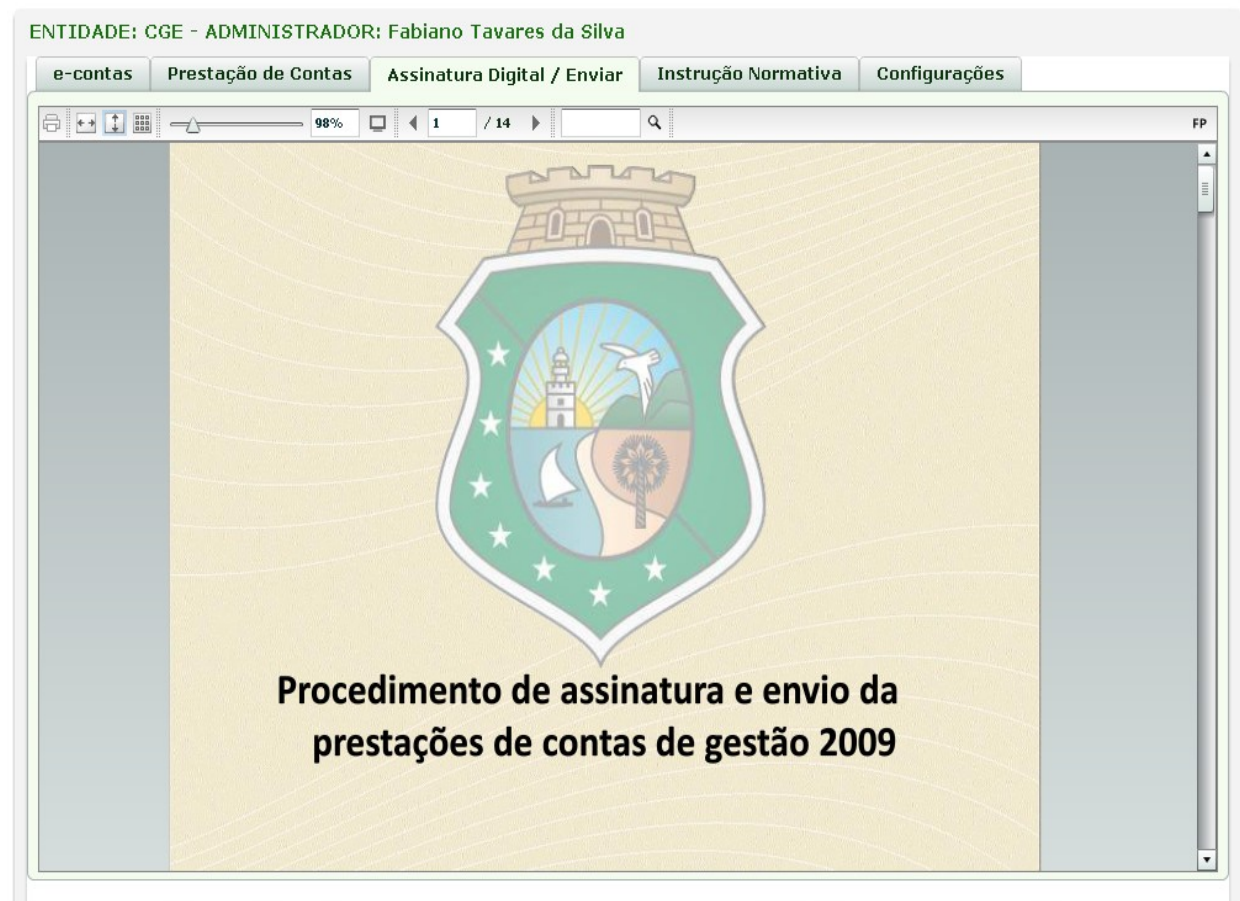 ENTIDADE: CGE - ADMINISTRADOR: Fabiano Tavares da Silva
e-contas Prestação de Contas Assinatura Digital / Enviar Instrução Normativa Configurações
98% 1 / 14 FP
Procedimento de assinatura e envio da
prestações de contas de gestão 2009